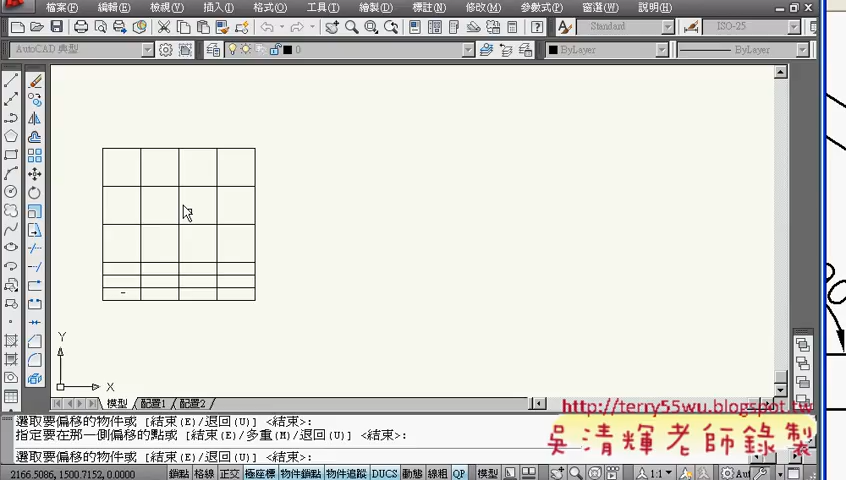 檔案(F) 編輯(E) 檢視(V) 插入(I) 格式(O) 工具(T) 繪製(D) 標註(N) 修改(M) 參數式(P) 視窗(W) 說明(H)
A Standard ISO-25
AutoCAD 典型 0 ByLayer ByLayer
Y
X
模型 配置1 配置2
http://terry55wu.blogspot.tw
吳清輝老師錄製
選取要偏移的物件或 [結束(E)/退回(U)] <結束>:
指定要在那一側偏移的點或 [結束(E)/多重(M)/退回(U)] <結束>:
選取要偏移的物件或 [結束(E)/退回(U)] <結束>:
2166.5086, 1500.7152, 0.0000 鎖點 格線 正交 極座標 物件鎖點 物件追蹤 DUCS 動態 線粗 QP 模型 1:1